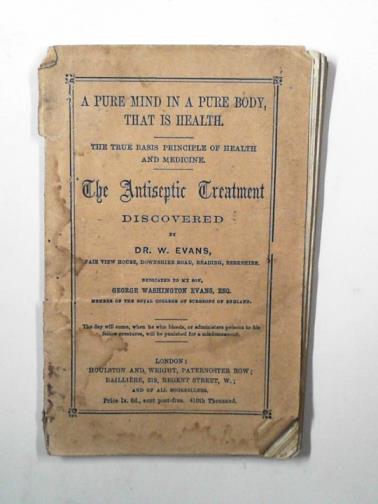 A PURE MIND IN A PURE BODY,
THAT IS HEALTH.
THE TRUE BASIS PRINCIPLE OF HEALTH
AND MEDICINE.
The Antiseptic Treatment
DISCOVERED
BY
DR. W. EVANS,
FAIR VIEW HOUSE, DOWNSHIRE ROAD, READING, BERKSHIRE.
DEDICATED TO MY SON,
GEORGE WASHINGTON EVANS, ESQ.
MEMBER OF THE ROYAL COLLEGE OF SURGEONS OF ENGLAND.
The day will come, when he who bleeds, or administers poisons to his
fellow creatures, will be punished for a misdemeanour.
LONDON:
HOULSTON AND WRIGHT, PATERNOSTER ROW;
BAILLIÈRE, 219, REGENT STREET, W.;
AND OF ALL BOOKSELLERS.
Price 1s. 6d., sent post-free. 410th Thousand.